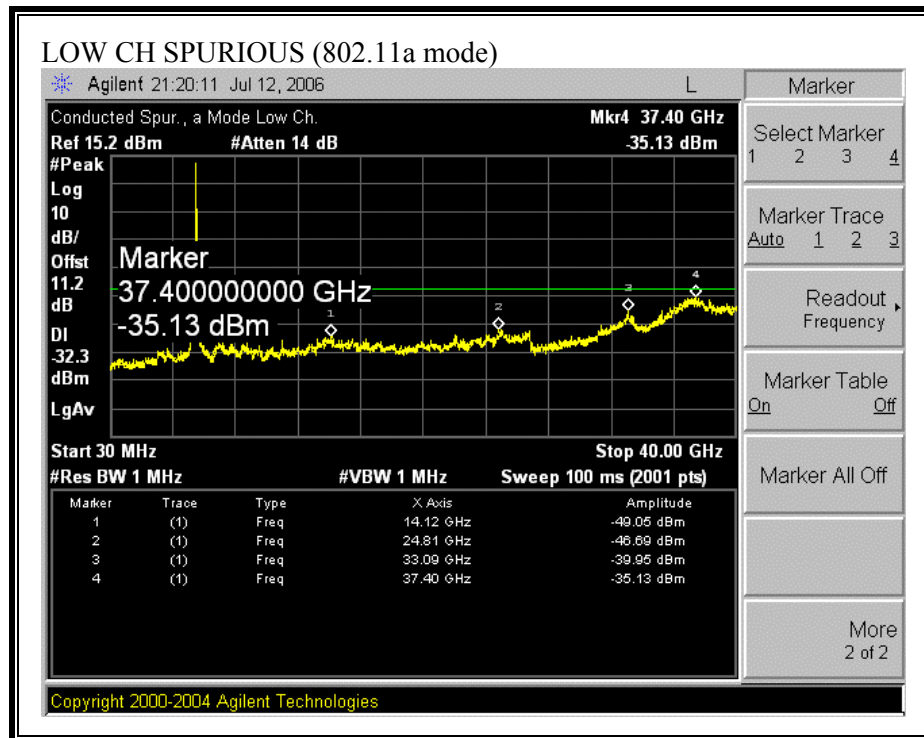 LOW CH SPURIOUS (802.11a mode)
Agilent 21:20:11 Jul 12, 2006 L
Conducted Spur., a Mode Low Ch. Mkr4 37.40 GHz
Ref 15.2 dBm #Atten 14 dB -35.13 dBm
#Peak
Log
10
dB/
Offst
11.2
dB
DI
-32.3
dBm
LgAv
Marker
37.400000000 GHz
-35.13 dBm
1
2
3
4
Start 30 MHz Stop 40.00 GHz
#Res BW 1 MHz #VBW 1 MHz Sweep 100 ms (2001 pts)
Marker Trace Type X Axis Amplitude
1 (1) Freq 14.12 GHz -49.05 dBm
2 (1) Freq 24.81 GHz -46.69 dBm
3 (1) Freq 33.09 GHz -39.95 dBm
4 (1) Freq 37.40 GHz -35.13 dBm
Copyright 2000-2004 Agilent Technologies
Marker
Select Marker
1 2 3 4
Marker Trace
Auto 1 2 3
Readout
Frequency
Marker Table
On Off
Marker All Off
More
2 of 2